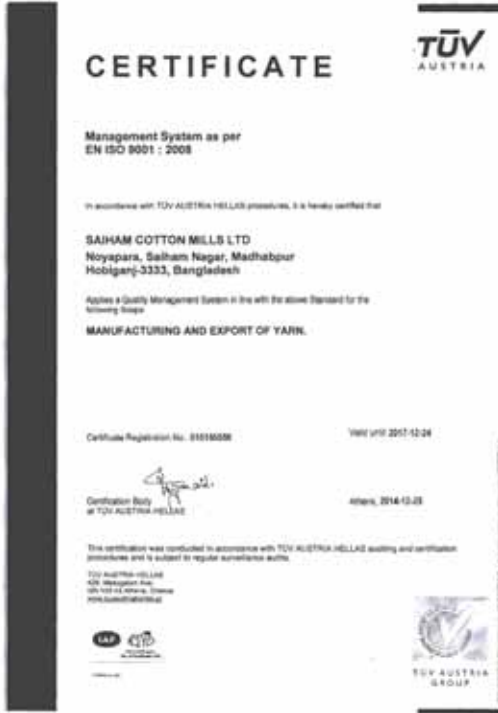 TÜV
AUSTRIA
CERTIFICATE
Management System as per
EN ISO 9001 : 2008
In accordance with TÜV AUSTRIA HELLAS procedures, it is hereby certified that
SAIHAM COTTON MILLS LTD
Noyapara, Saiham Nagar, Madhabpur
Hobiganj-3333, Bangladesh
Applies a Quality Management System in line with the above Standard for the
following Scope
MANUFACTURING AND EXPORT OF YARN.
Certificate Registration No.
Valid until 2017-12-24
Certification Body
at TÜV AUSTRIA HELLAS
Athens, 2014-12-25
This certification was conducted in accordance with TÜV AUSTRIA HELLAS auditing and certification
procedures and is subject to regular surveillance audits.
TÜV AUSTRIA HELLAS
IAF
TÜV AUSTRIA
GROUP